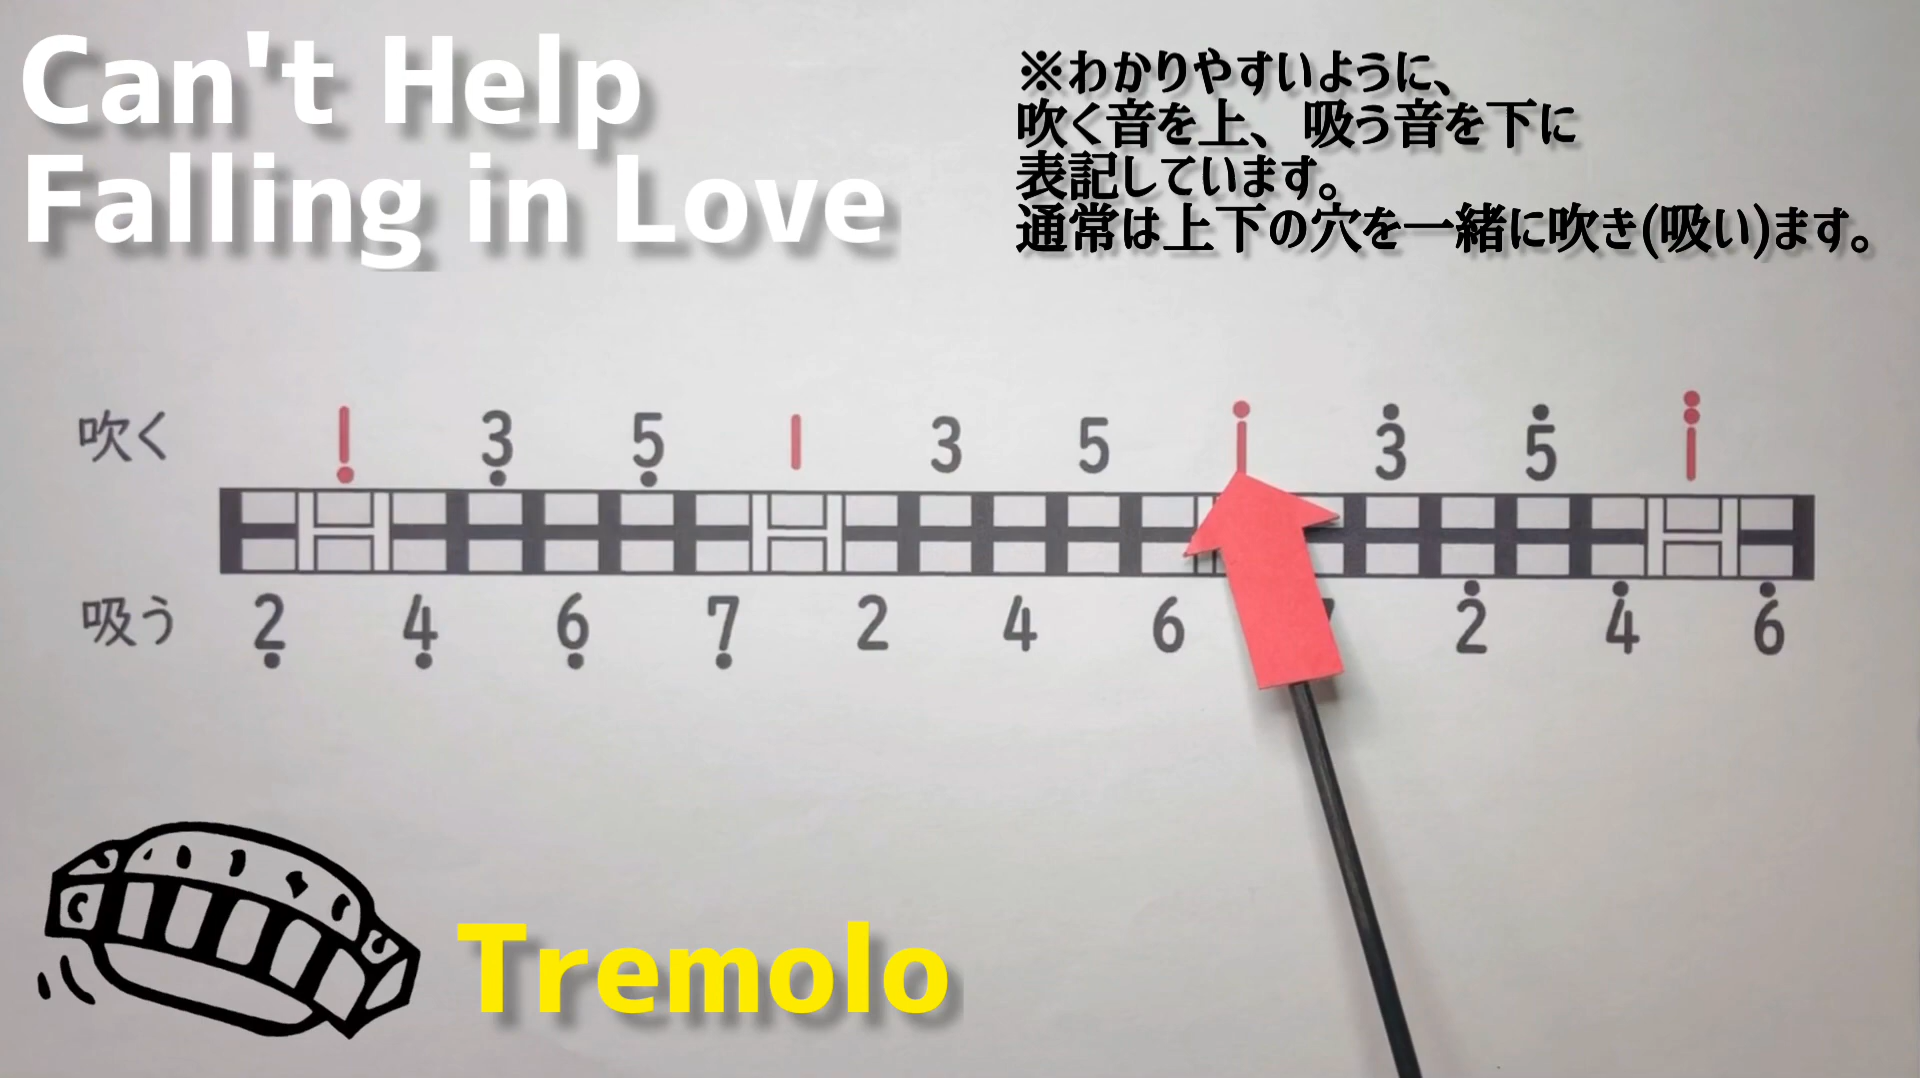 Can't Help
Falling in Love
※わかりやすいように、
吹く音を上、吸う音を下に
表記しています。
通常は上下の穴を一緒に吹き(吸い)ます。
吹く 1̣ 3̣ 5̣ 1 3 5 1̇ 3̇ 5̇ 1̈
吸う 2̣ 4̣ 6̣ 7̣ 2 4 6 2̇ 4̇ 6̇
Tremolo